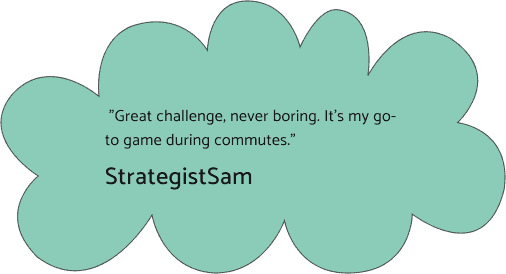 ”Great challenge, never boring. It’s my go-
to game during commutes.”
StrategistSam